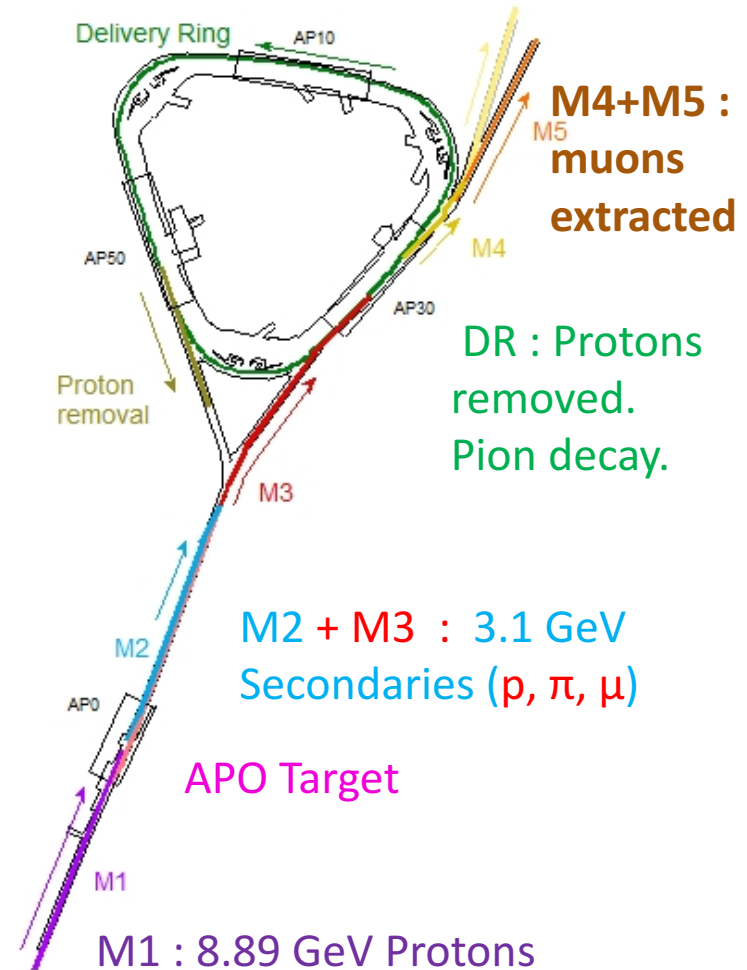 Delivery Ring
AP10
M4+M5 :
M5
muons
extracted
M4
AP50
AP30
DR : Protons
removed.
Pion decay.
Proton
removal
M3
M2 + M3 : 3.1 GeV
Secondaries (p, π, μ)
M2
AP0
APO Target
M1
M1 : 8.89 GeV Protons